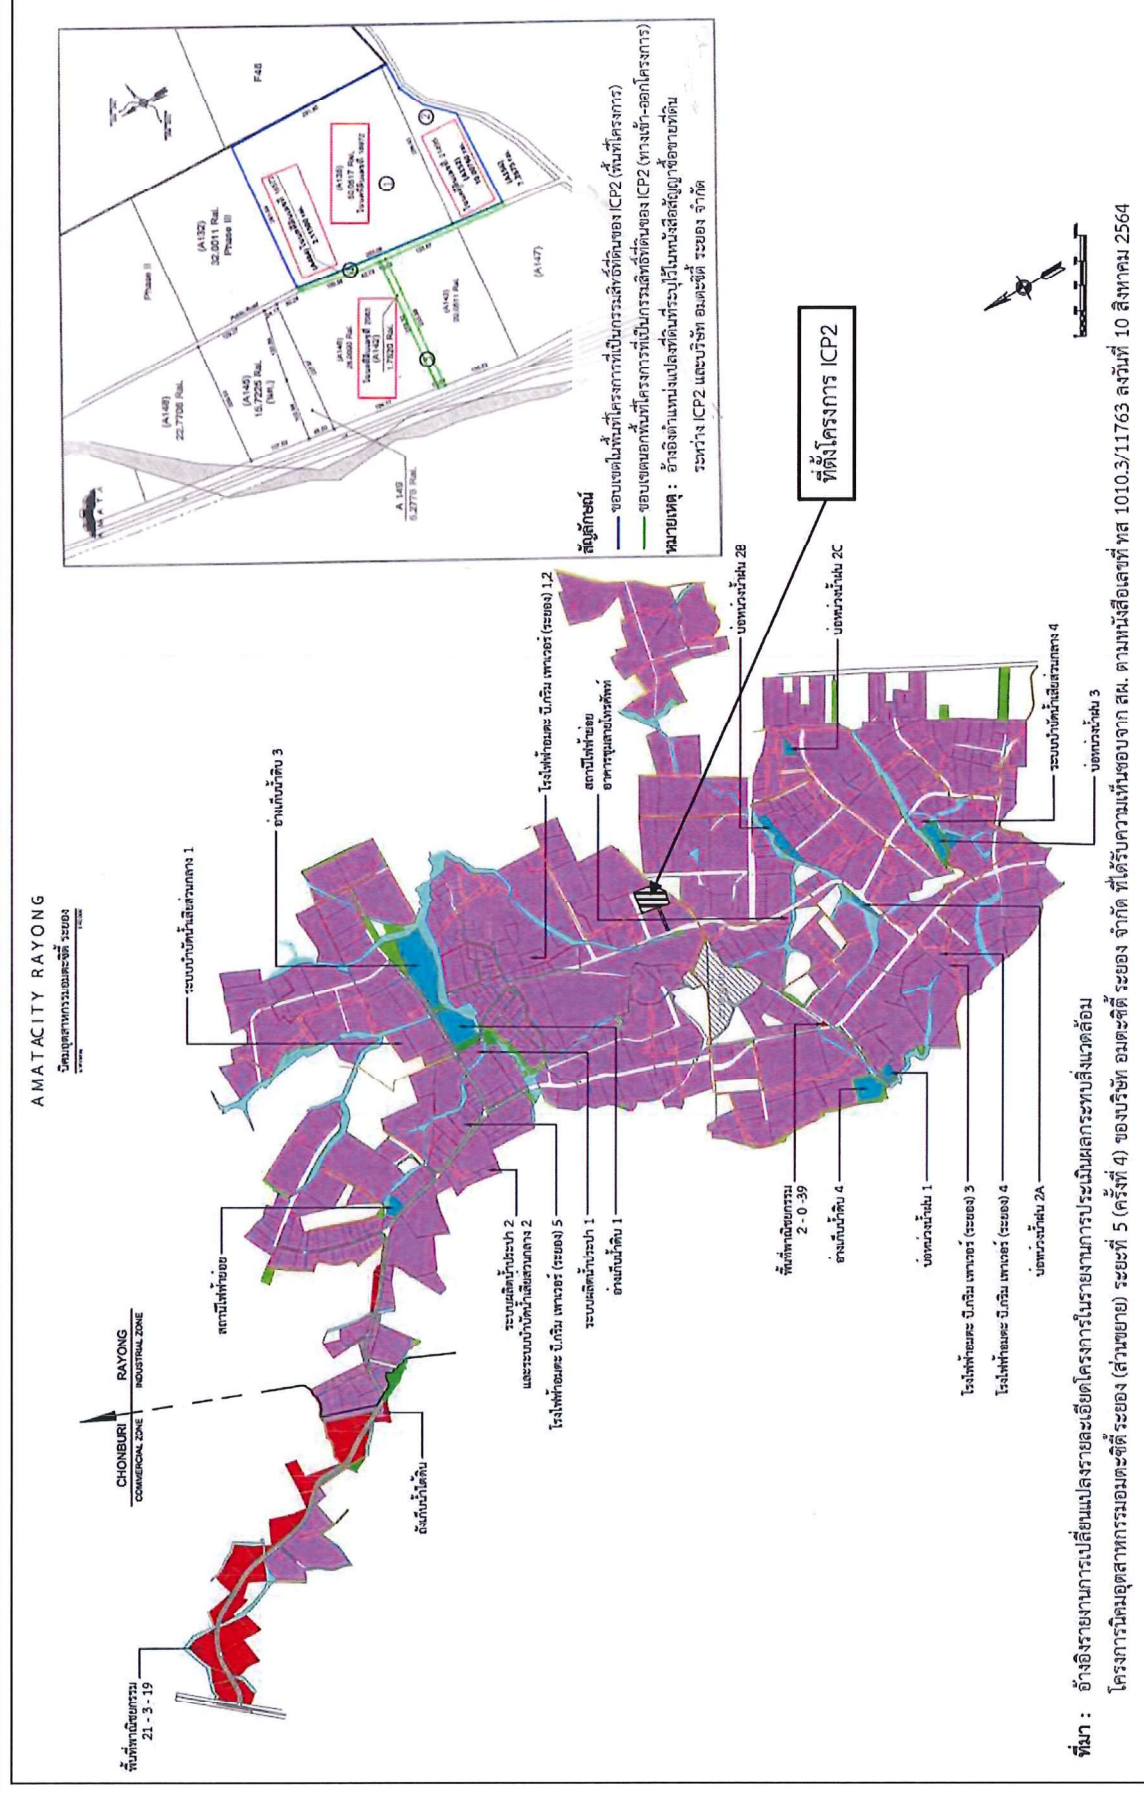 AMATACITY RAYONG
นิคมอุตสาหกรรมอมตะซิตี้ ระยอง
CHONBURI
COMMERCIAL ZONE
RAYONG
INDUSTRIAL ZONE
พื้นที่พาณิชยกรรม
21 - 3 - 19
ถังเก็บน้ำใต้ดิน
สถานีไฟฟ้าย่อย
ระบบบำบัดน้ำเสียส่วนกลาง 1
อ่างเก็บน้ำดิบ 3
โรงไฟฟ้าอมตะ บี.กริม เพาเวอร์ (ระยอง) 1,2
สถานีไฟฟ้าย่อย
อาคารชุมสายโทรศัพท์
บ่อหน่วงน้ำฝน 2B
บ่อหน่วงน้ำฝน 2C
ระบบบำบัดน้ำเสียส่วนกลาง 4
บ่อหน่วงน้ำฝน 3
ระบบผลิตน้ำประปา 2
และระบบบำบัดน้ำเสียส่วนกลาง 2
โรงไฟฟ้าอมตะ บี.กริม เพาเวอร์ (ระยอง) 5
ระบบผลิตน้ำประปา 1
อ่างเก็บน้ำดิบ 1
พื้นที่พาณิชยกรรม
2 - 0 -39
อ่างเก็บน้ำดิบ 4
บ่อหน่วงน้ำฝน 1
โรงไฟฟ้าอมตะ บี.กริม เพาเวอร์ (ระยอง) 3
โรงไฟฟ้าอมตะ บี.กริม เพาเวอร์ (ระยอง) 4
บ่อหน่วงน้ำฝน 2A
ที่ตั้งโครงการ ICP2
AMATA
Phase II
F48
(A132)
32.0011 Rai.
Phase III
(A148)
22.7706 Rai.
(A145)
15.7225 Rai.
A 149
5.2779 Rai.
(A142)
(A147)
1
2
สัญลักษณ์
ขอบเขตในพื้นที่โครงการที่เป็นกรรมสิทธิ์ที่ดินของ ICP2 (พื้นที่โครงการ)
ขอบเขตนอกพื้นที่โครงการที่เป็นกรรมสิทธิ์ที่ดินของ ICP2 (ทางเข้า-ออกโครงการ)
หมายเหตุ : อ้างอิงตำแหน่งแปลงที่ดินที่ระบุไว้ในหนังสือสัญญาซื้อขายที่ดิน
ระหว่าง ICP2 และบริษัท อมตะซิตี้ ระยอง จำกัด
ที่มา : อ้างอิงรายงานการเปลี่ยนแปลงรายละเอียดโครงการในรายงานการประเมินผลกระทบสิ่งแวดล้อม
โครงการนิคมอุตสาหกรรมอมตะซิตี้ระยอง (ส่วนขยาย) ระยะที่ 5 (ครั้งที่ 4) ของบริษัท อมตะซิตี้ ระยอง จำกัด ที่ได้รับความเห็นชอบจาก สผ. ตามหนังสือเลขที่ ทส 1010.3/11763 ลงวันที่ 10 สิงหาคม 2564